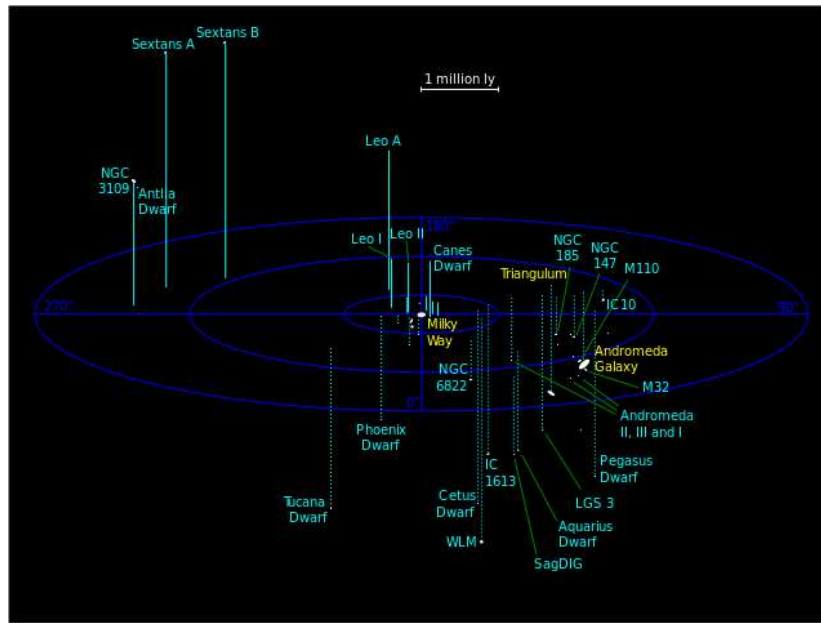 Sextans B
Sextans A
1 million ly
Leo A
NGC
3109
Antlia
Dwarf
180°
Leo I
Leo II
Canes
Dwarf
NGC
185
NGC
147
M110
Triangulum
270°
90°
IC10
Milky
Way
Andromeda
Galaxy
NGC
6822
M32
0°
Andromeda
II, III and I
Phoenix
Dwarf
IC
1613
Pegasus
Dwarf
Tucana
Dwarf
Cetus
Dwarf
LGS 3
Aquarius
Dwarf
WLM
SagDIG